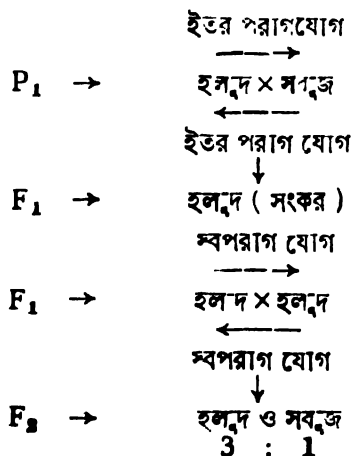 ইতর পরাগযোগ
P₁ → হলুদ × সবুজ
ইতর পরাগ যোগ
F₁ → হলুদ ( সংকর )
স্বপরাগ যোগ
F₁ → হলুদ × হলুদ
স্বপরাগ যোগ
F₂ → হলুদ ও সবুজ
3 : 1